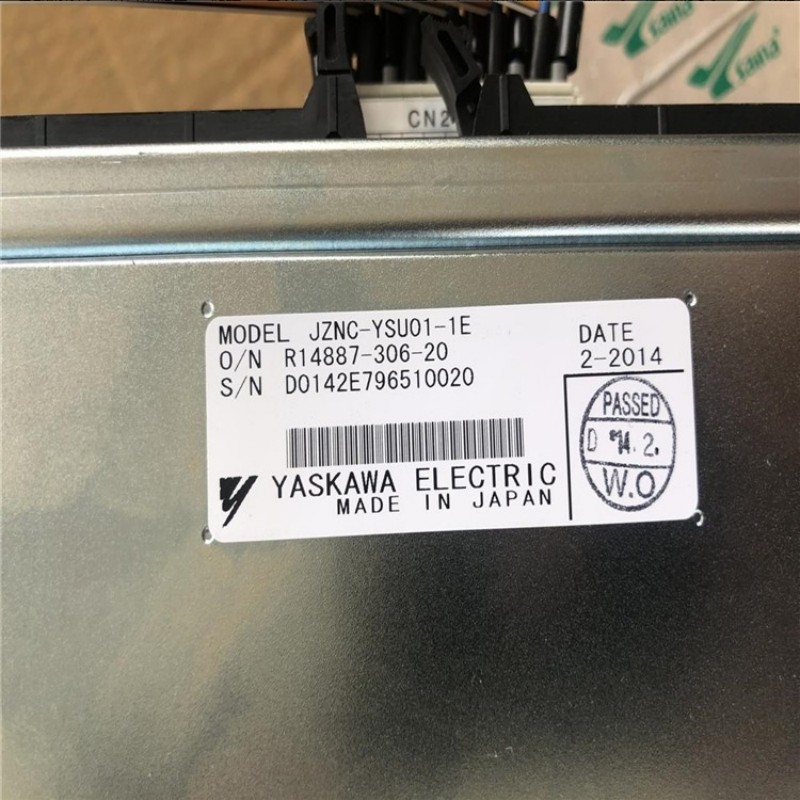 CN2
MODEL JZNC-YSU01-1E
O/N R14887-306-20
S/N D0142E796510020
DATE
2-2014
PASSED
D '14. 2.
W.O
YASKAWA ELECTRIC
MADE IN JAPAN